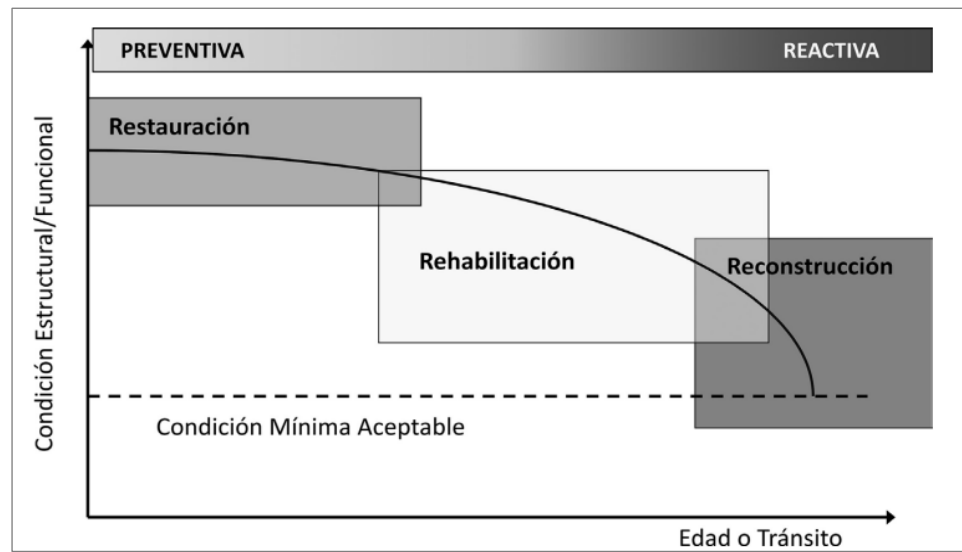 PREVENTIVA
REACTIVA
Restauración
Rehabilitación
Reconstrucción
Condición Mínima Aceptable
Condición Estructural/Funcional
Edad o Tránsito